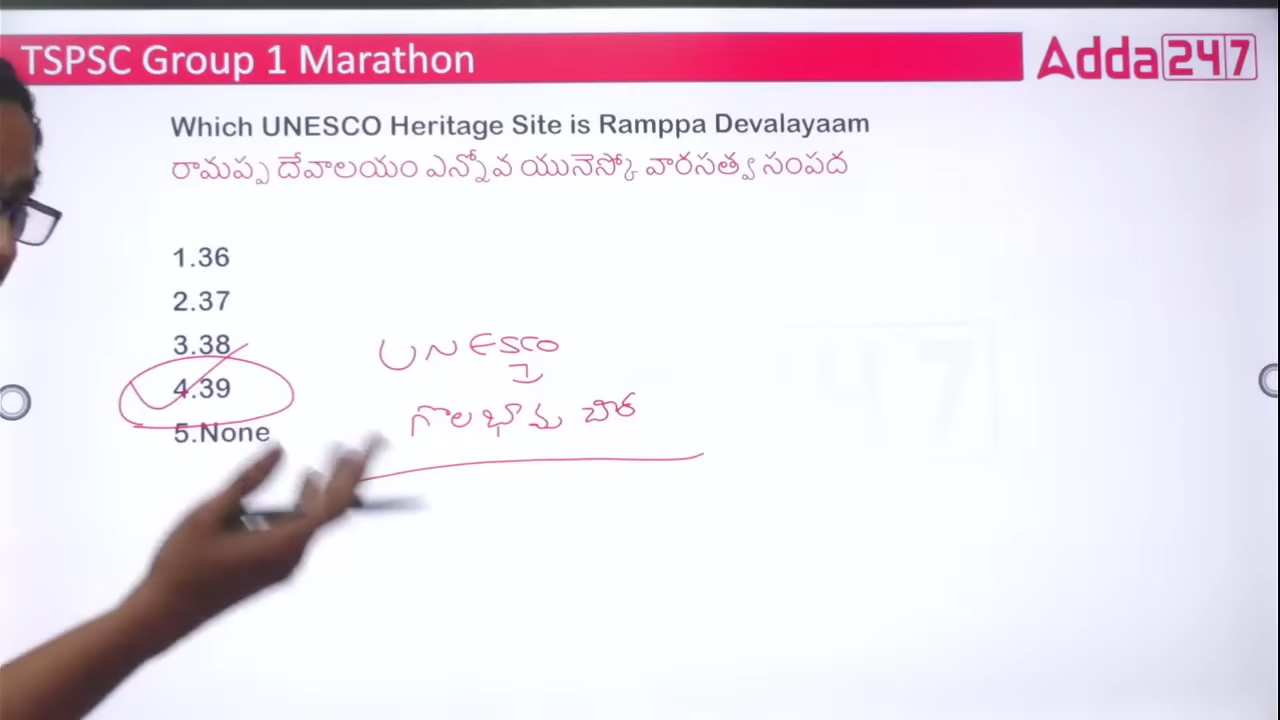 TSPSC Group 1 Marathon
Adda247
Which UNESCO Heritage Site is Ramppa Devalayaam
రామప్ప దేవాలయం ఎన్నోవ యునెస్కో వారసత్వ సంపద
1.36
2.37
3.38
4.39
5.None
UNESCO
గొలభామ చీర